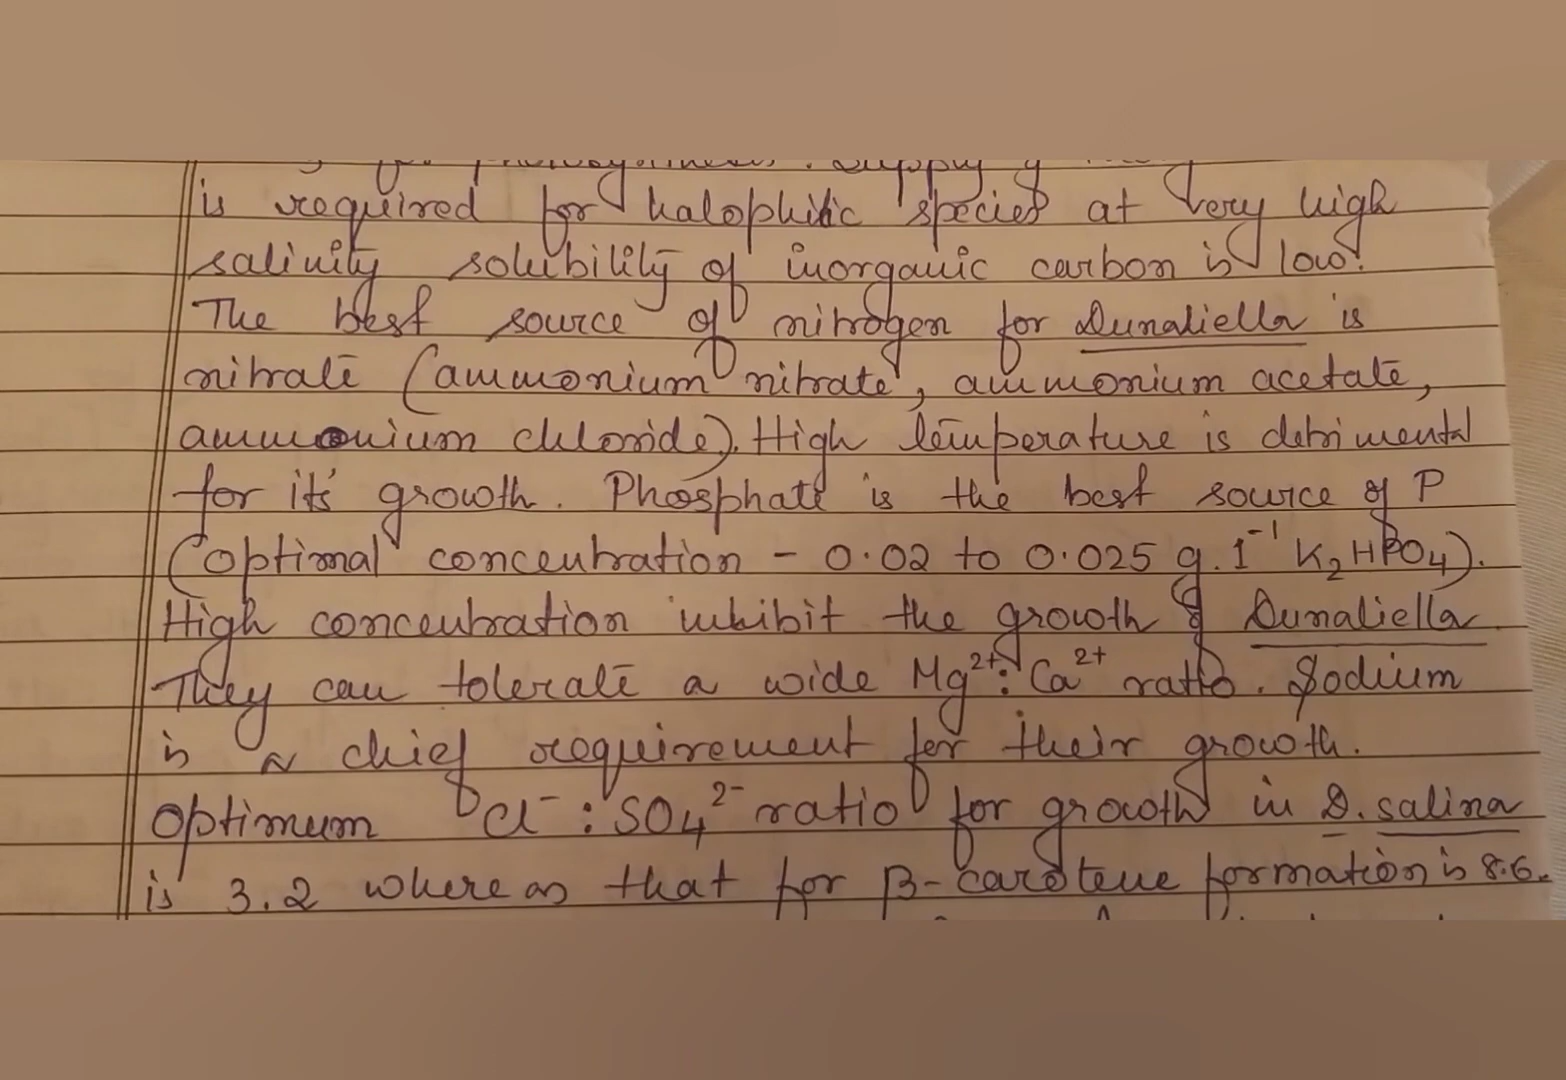 is required for halophilic species at very high
salinity solubility of inorganic carbon is low.
The best source of nitrogen for Dunaliella is
nitrate (ammonium nitrate, ammonium acetate,
ammonium chloride). High temperature is detrimental
for its growth. Phosphate is the best source of P
(optimal concentration - 0.02 to 0.025 g. 1⁻¹ K₂HPO₄).
High concentration inhibit the growth of Dunaliella.
They can tolerate a wide Mg²⁺: Ca²⁺ ratio. Sodium
is a chief requirement for their growth.
Optimum Cl⁻ : SO₄²⁻ ratio for growth in D. salina
is 3.2 where as that for β-carotene formation is 8.6.